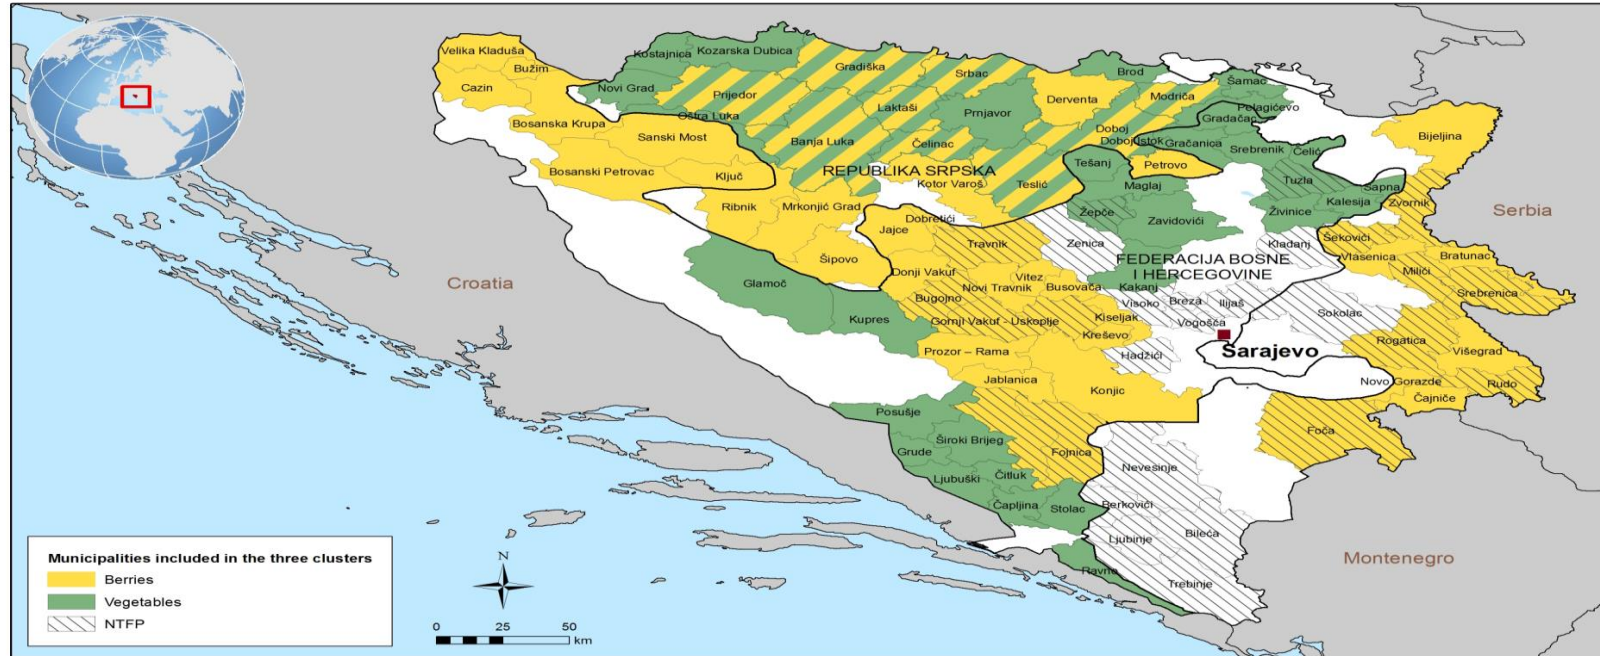 Velika Kladuša
Bužim
Cazin
Kostajnica
Kozarska Dubica
Novi Grad
Prijedor
Oštra Luka
Gradiška
Srbac
Laktaši
Banja Luka
Čelinac
Prnjavor
Derventa
Brod
Modriča
Šamac
Pelagićevo
Gradačac
Doboj
Doboj Istok
Gračanica
Srebrenik
Čelić
Bijeljina
Bosanska Krupa
Sanski Most
Bosanski Petrovac
Ključ
REPUBLIKA SRPSKA
Kotor Varoš
Teslić
Tešanj
Petrovo
Maglaj
Tuzla
Sapna
Kalesija
Zvornik
Živinice
Ribnik
Mrkonjić Grad
Dobretići
Jajce
Šipovo
Žepče
Zavidovići
Travnik
Zenica
Kladanj
Šekovići
Vlasenica
Bratunac
Milići
Srebrenica
Serbia
FEDERACIJA BOSNE
I HERCEGOVINE
Croatia
Glamoč
Kupres
Donji Vakuf
Vitez
Novi Travnik
Busovača
Bugojno
Gornji Vakuf - Uskoplje
Kakanj
Visoko
Breza
Ilijaš
Vogošća
Kiseljak
Kreševo
Sokolac
Sarajevo
Hadžići
Rogatica
Višegrad
Prozor – Rama
Jablanica
Konjic
Novo
Gorazde
Rudo
Čajniče
Foča
Posušje
Široki Brijeg
Grude
Fojnica
Ljubuški
Čitluk
Čapljina
Stolac
Nevesinje
Berkovići
Ljubinje
Bileća
Trebinje
Ravno
Montenegro
Municipalities included in the three clusters
Berries
Vegetables
NTFP
N
0 25 50
km